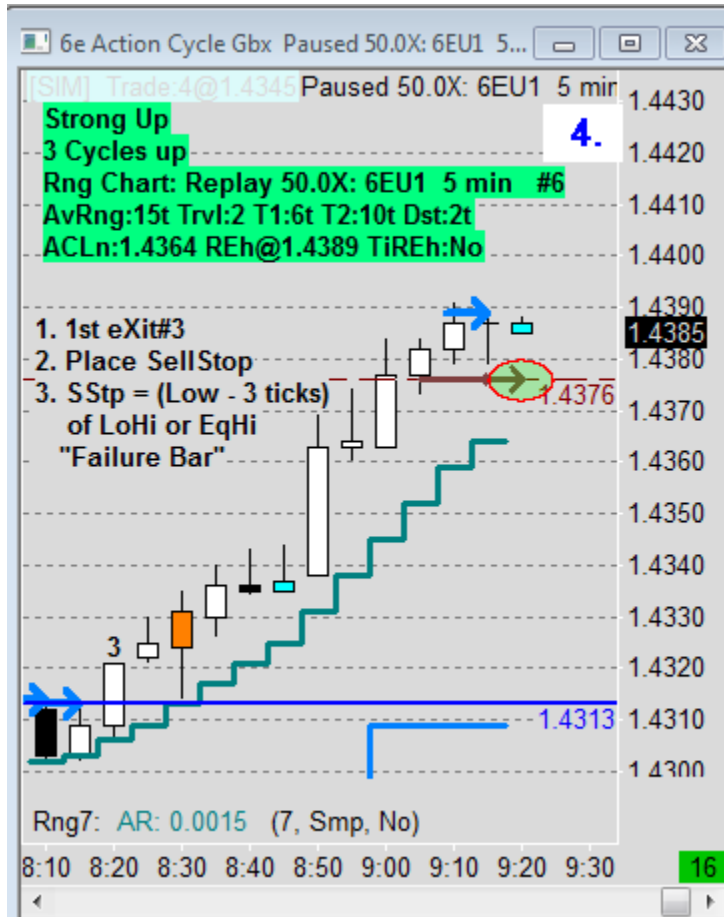 6e Action Cycle Gbx Paused 50.0X: 6EU1 5...
[SIM] Trade:4@1.4345 Paused 50.0X: 6EU1 5 min
4.
Strong Up
3 Cycles up
Rng Chart: Replay 50.0X: 6EU1 5 min #6
AvRng:15t Trvl:2 T1:6t T2:10t Dst:2t
ACLn:1.4364 REh@1.4389 TiREh:No
1. 1st eXit#3
2. Place SellStop
3. SStp = (Low - 3 ticks)
of LoHi or EqHi
"Failure Bar"
3
1.4376
1.4313
1.4430
1.4420
1.4410
1.4400
1.4390
1.4385
1.4380
1.4370
1.4360
1.4350
1.4340
1.4330
1.4320
1.4310
1.4300
Rng7: AR: 0.0015 (7, Smp, No)
8:10 8:20 8:30 8:40 8:50 9:00 9:10 9:20 9:30 16